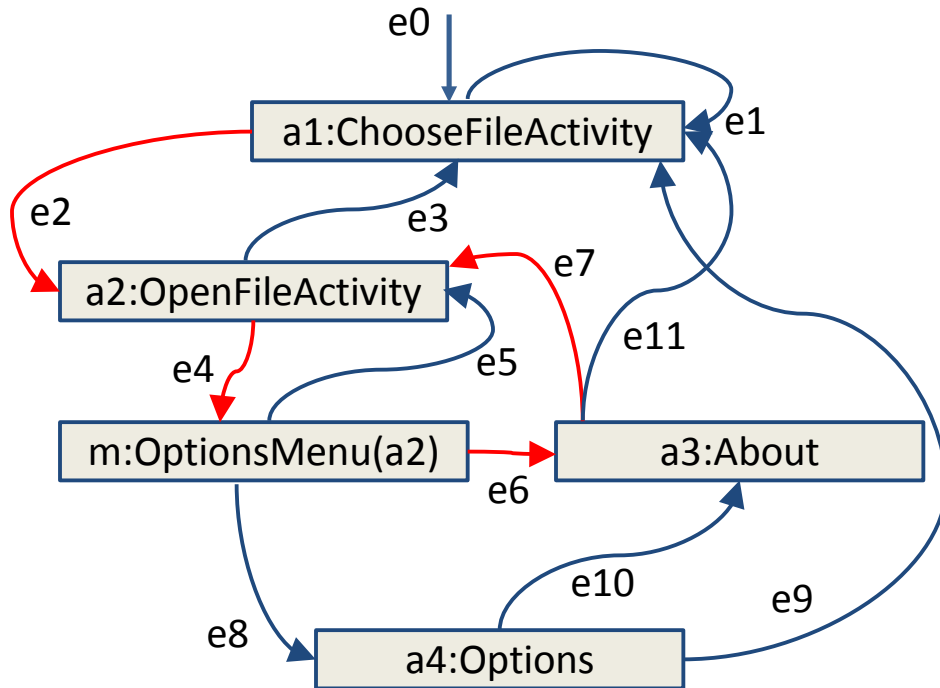 e0
a1:ChooseFileActivity
e1
e2
e3
a2:OpenFileActivity
e7
e11
e4
e5
m:OptionsMenu(a2)
a3:About
e6
e10
e9
e8
a4:Options